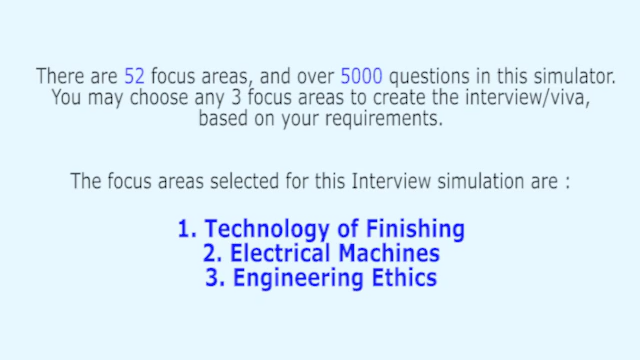 There are 52 focus areas, and over 5000 questions in this simulator.
You may choose any 3 focus areas to create the interview/viva,
based on your requirements.
The focus areas selected for this Interview simulation are :
1. Technology of Finishing
2. Electrical Machines
3. Engineering Ethics